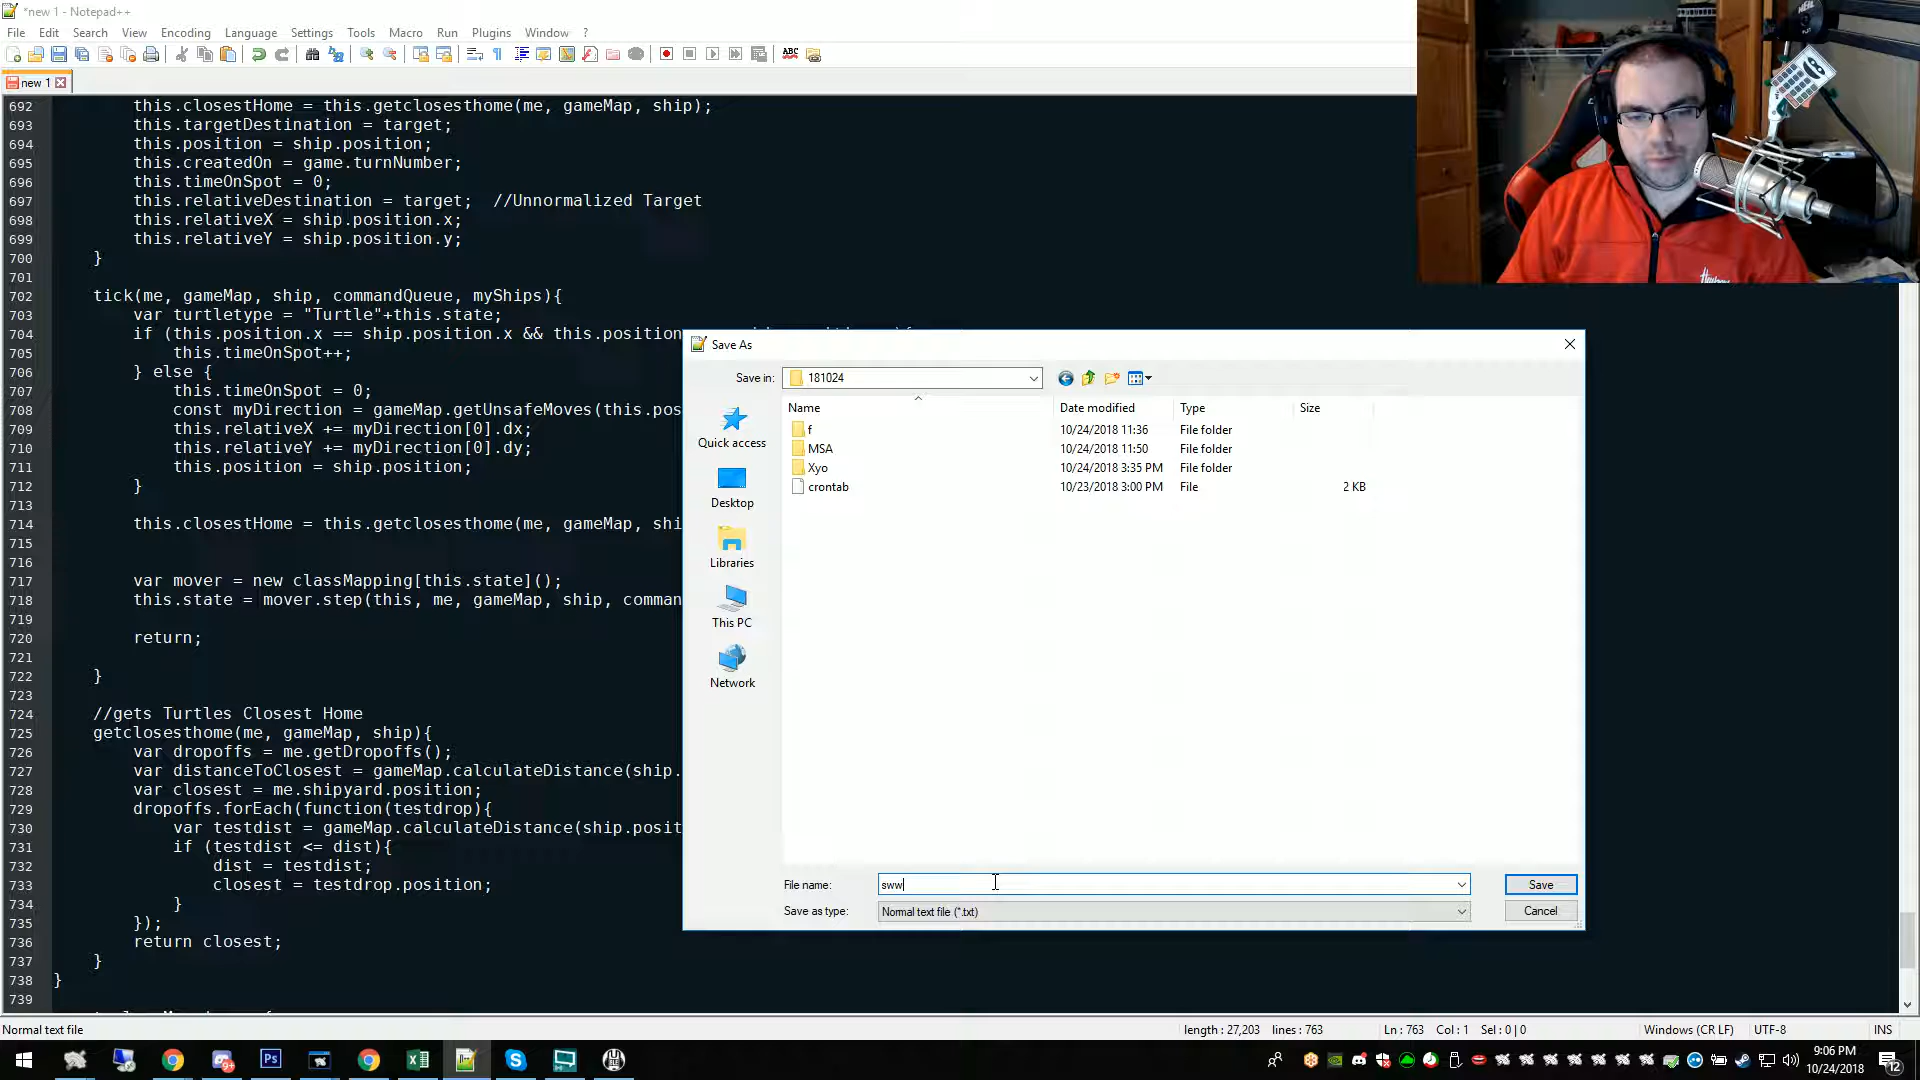 *new 1 - Notepad++
File Edit Search View Encoding Language Settings Tools Macro Run Plugins Window ?
new 1
692 this.closestHome = this.getclosesthome(me, gameMap, ship);
693 this.targetDestination = target;
694 this.position = ship.position;
695 this.createdOn = game.turnNumber;
696 this.timeOnSpot = 0;
697 this.relativeDestination = target; //Unnormalized Target
698 this.relativeX = ship.position.x;
699 this.relativeY = ship.position.y;
700 }
701
702 tick(me, gameMap, ship, commandQueue, myShips){
703 var turtletype = "Turtle"+this.state;
704 if (this.position.x == ship.position.x && this.position
705 this.timeOnSpot++;
706 } else {
707 this.timeOnSpot = 0;
708 const myDirection = gameMap.getUnsafeMoves(this.pos
709 this.relativeX += myDirection[0].dx;
710 this.relativeY += myDirection[0].dy;
711 this.position = ship.position;
712 }
713
714 this.closestHome = this.getclosesthome(me, gameMap, shi
715
716
717 var mover = new classMapping[this.state]();
718 this.state = mover.step(this, me, gameMap, ship, comman
719
720 return;
721
722 }
723
724 //gets Turtles Closest Home
725 getclosesthome(me, gameMap, ship){
726 var dropoffs = me.getDropoffs();
727 var distanceToClosest = gameMap.calculateDistance(ship.
728 var closest = me.shipyard.position;
729 dropoffs.forEach(function(testdrop){
730 var testdist = gameMap.calculateDistance(ship.posit
731 if (testdist <= dist){
732 dist = testdist;
733 closest = testdrop.position;
734 }
735 });
736 return closest;
737 }
738 }
739
Save As
Save in: 181024
Quick access
Desktop
Libraries
This PC
Network
Name Date modified Type Size
f 10/24/2018 11:36 File folder
MSA 10/24/2018 11:50 File folder
Xyo 10/24/2018 3:35 PM File folder
crontab 10/23/2018 3:00 PM File 2 KB
File name: sww Save
Save as type: Normal text file (*.txt) Cancel
Normal text file length : 27,203 lines : 763 Ln : 763 Col : 1 Sel : 0 | 0 Windows (CR LF) UTF-8 INS
9:06 PM
10/24/2018
12